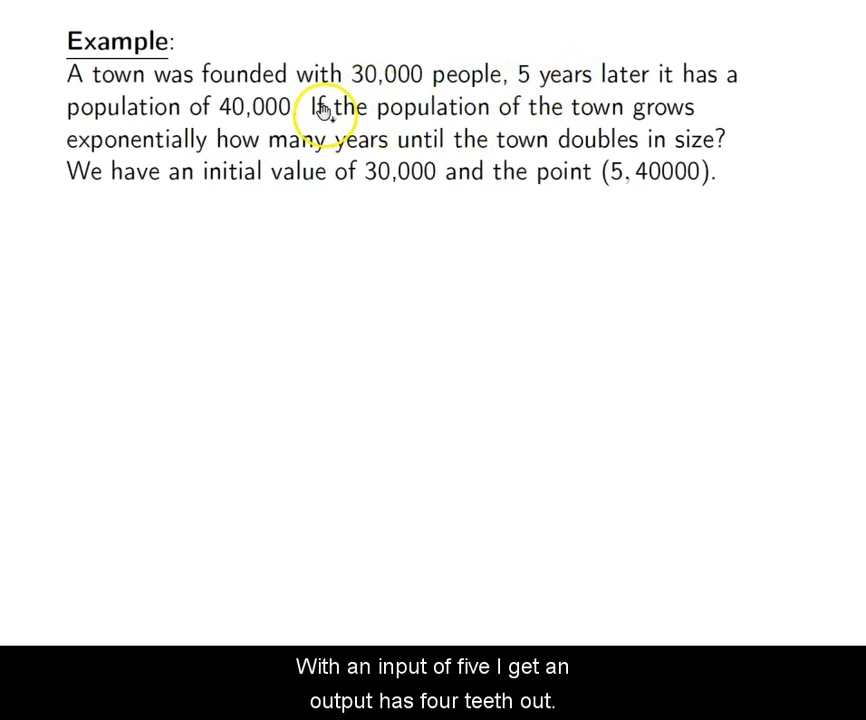 Example:
A town was founded with 30,000 people, 5 years later it has a
population of 40,000. If the population of the town grows
exponentially how many years until the town doubles in size?
We have an initial value of 30,000 and the point (5, 40000).
With an input of five I get an
output has four teeth out.